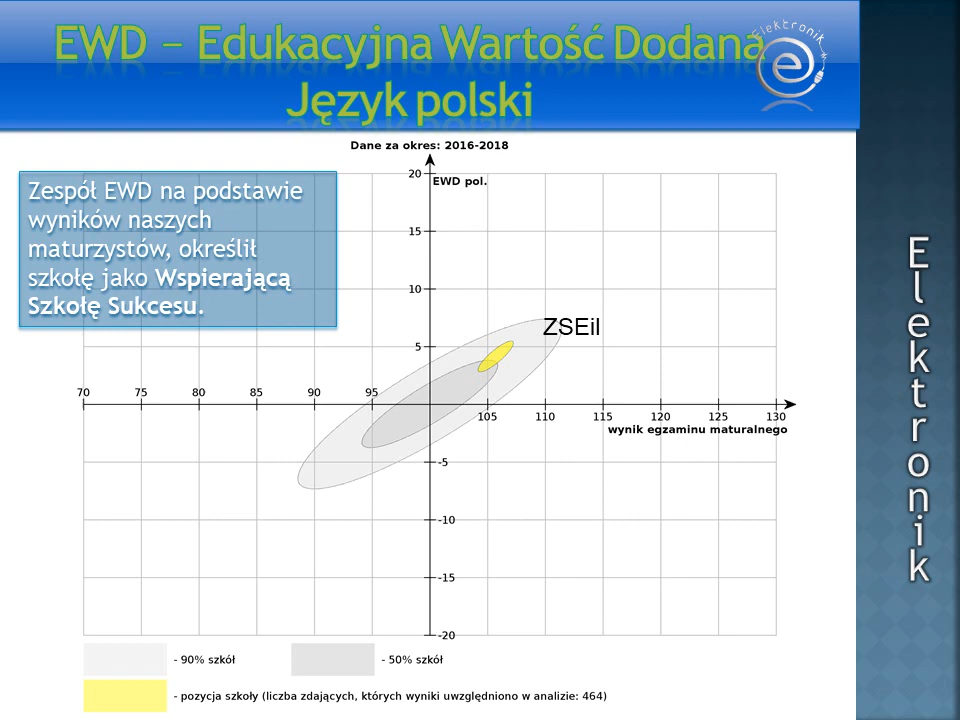 EWD – Edukacyjna Wartość Dodana
Język polski
Elektronik
e
Dane za okres: 2016-2018
Zespół EWD na podstawie
wyników naszych
maturzystów, określił
szkołę jako Wspierającą
Szkołę Sukcesu.
EWD pol.
20
15
10
5
ZSEiI
70 75 80 85 90 95
105 110 115 120 125 130
wynik egzaminu maturalnego
-5
-10
-15
-20
- 90% szkół - 50% szkół
- pozycja szkoły (liczba zdających, których wyniki uwzględniono w analizie: 464)
E
l
e
k
t
r
o
n
i
k